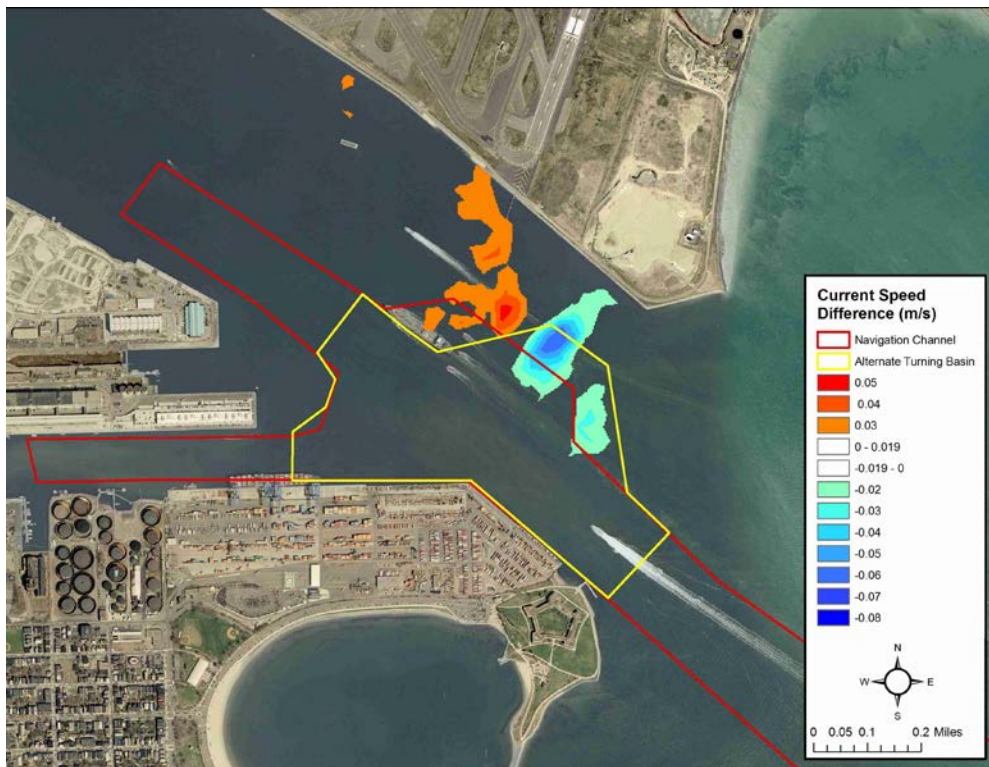 Current Speed
Difference (m/s)
Navigation Channel
Alternate Turning Basin
0.05
0.04
0.03
0 - 0.019
-0.019 - 0
-0.02
-0.03
-0.04
-0.05
-0.06
-0.07
-0.08
N
W E
S
0 0.05 0.1 0.2 Miles